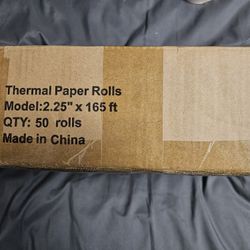 Thermal Paper Rolls
Model:2.25" x 165 ft
QTY: 50 rolls
Made in China